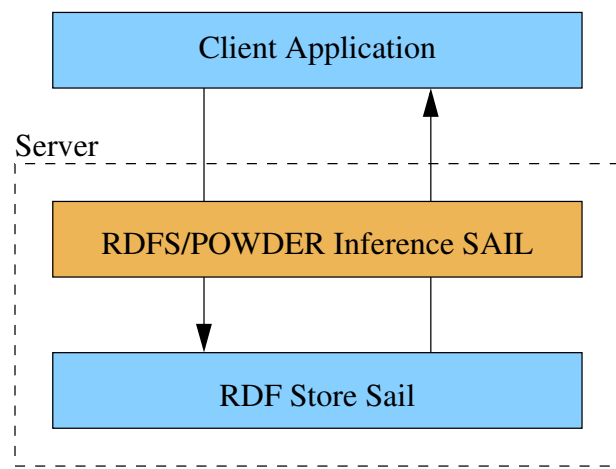 Client Application
Server
RDFS/POWDER Inference SAIL
RDF Store Sail